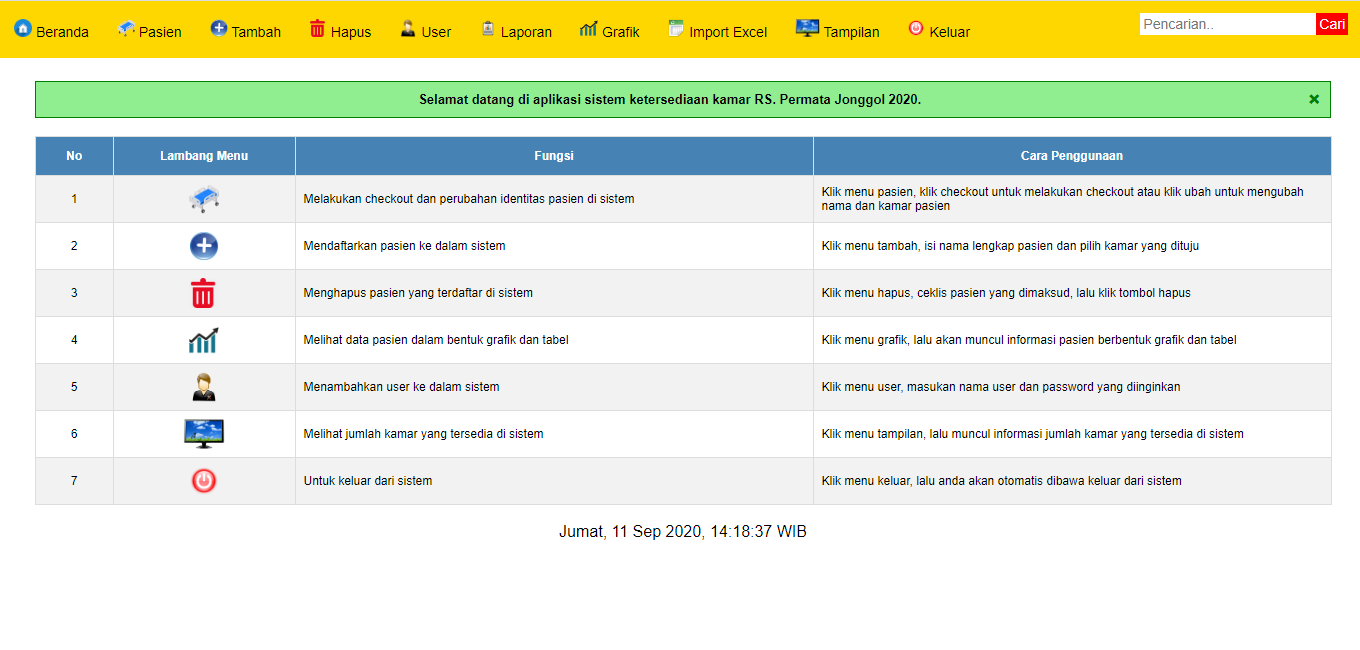 Beranda Pasien Tambah Hapus User Laporan Grafik Import Excel Tampilan Keluar Pencarian.. Cari
Selamat datang di aplikasi sistem ketersediaan kamar RS. Permata Jonggol 2020. ×
No Lambang Menu Fungsi Cara Penggunaan
1 Melakukan checkout dan perubahan identitas pasien di sistem Klik menu pasien, klik checkout untuk melakukan checkout atau klik ubah untuk mengubah
nama dan kamar pasien
2 Mendaftarkan pasien ke dalam sistem Klik menu tambah, isi nama lengkap pasien dan pilih kamar yang dituju
3 Menghapus pasien yang terdaftar di sistem Klik menu hapus, ceklis pasien yang dimaksud, lalu klik tombol hapus
4 Melihat data pasien dalam bentuk grafik dan tabel Klik menu grafik, lalu akan muncul informasi pasien berbentuk grafik dan tabel
5 Menambahkan user ke dalam sistem Klik menu user, masukan nama user dan password yang diinginkan
6 Melihat jumlah kamar yang tersedia di sistem Klik menu tampilan, lalu muncul informasi jumlah kamar yang tersedia di sistem
7 Untuk keluar dari sistem Klik menu keluar, lalu anda akan otomatis dibawa keluar dari sistem
Jumat, 11 Sep 2020, 14:18:37 WIB